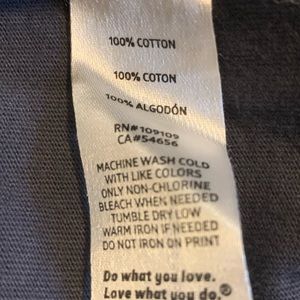 100% COTTON
100% COTON
100% ALGODÓN
RN#109109
CA#54656
MACHINE WASH COLD
WITH LIKE COLORS
ONLY NON-CHLORINE
BLEACH WHEN NEEDED
TUMBLE DRY LOW
WARM IRON IF NEEDED
DO NOT IRON ON PRINT
Do what you love.
Love what you do.®